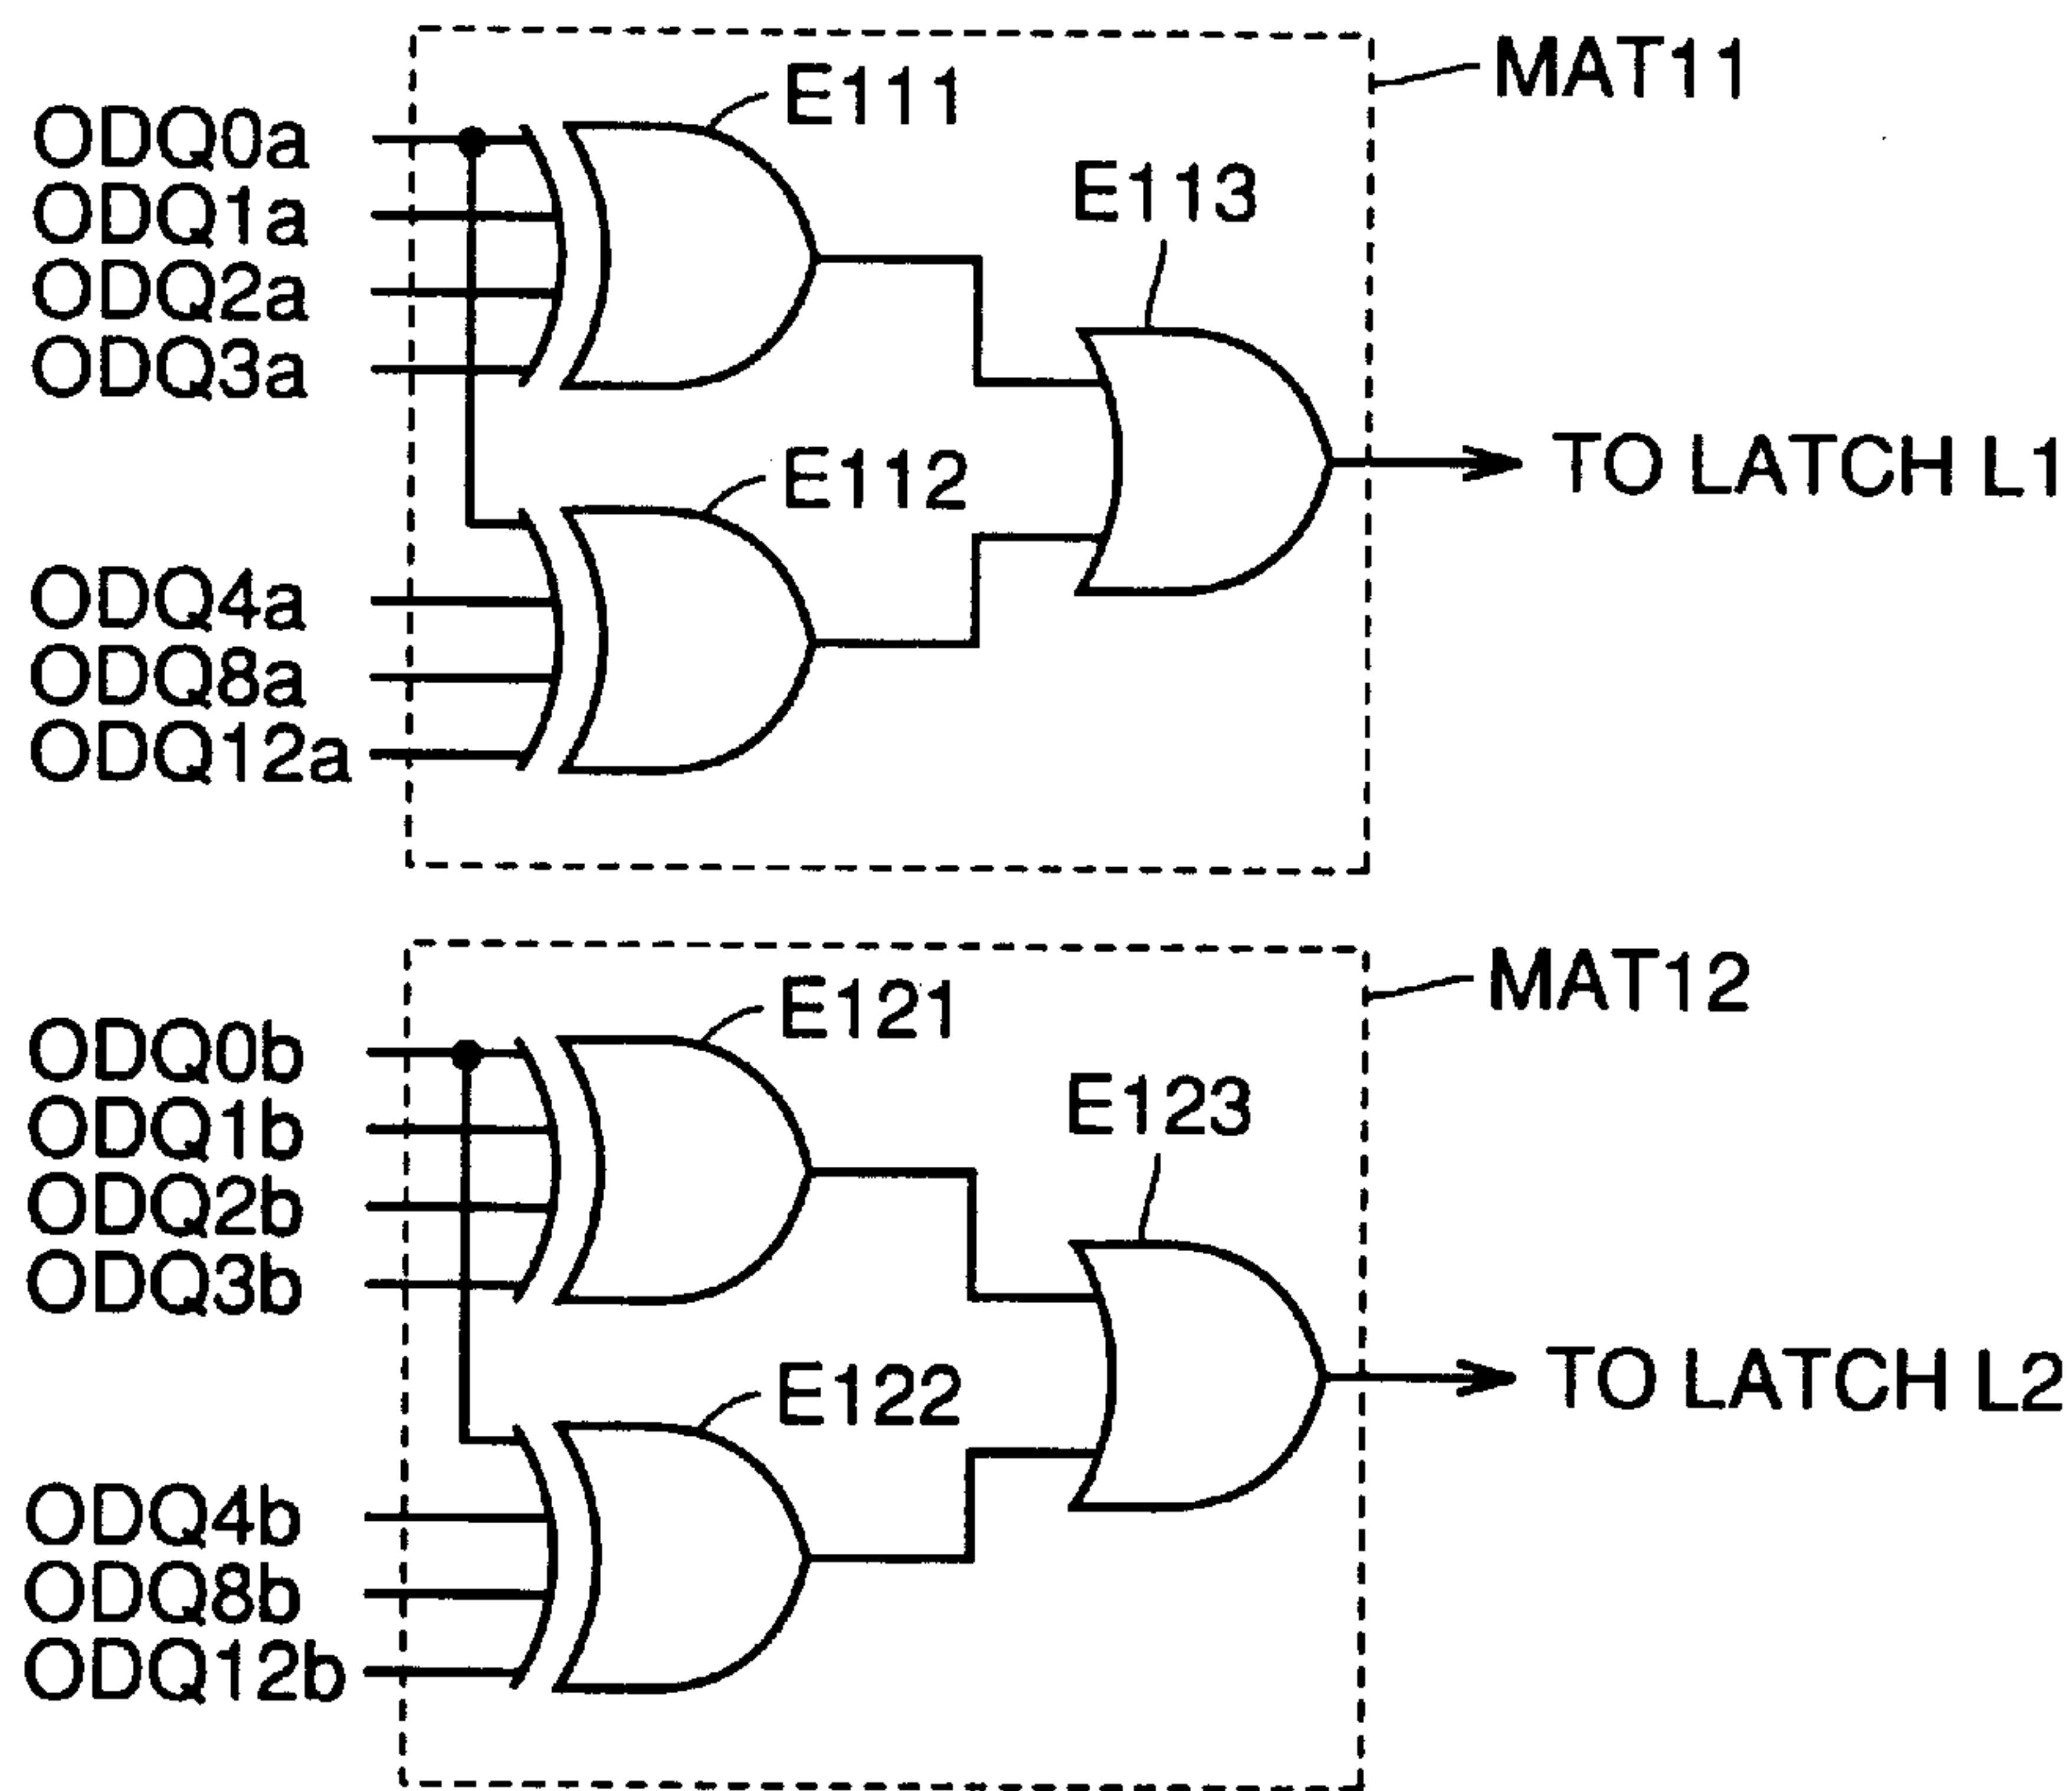 MAT11
E111
ODQ0a
ODQ1a
ODQ2a
ODQ3a
E113
TO LATCH L1
E112
ODQ4a
ODQ8a
ODQ12a
MAT12
E121
ODQ0b
ODQ1b
ODQ2b
ODQ3b
E123
TO LATCH L2
E122
ODQ4b
ODQ8b
ODQ12b